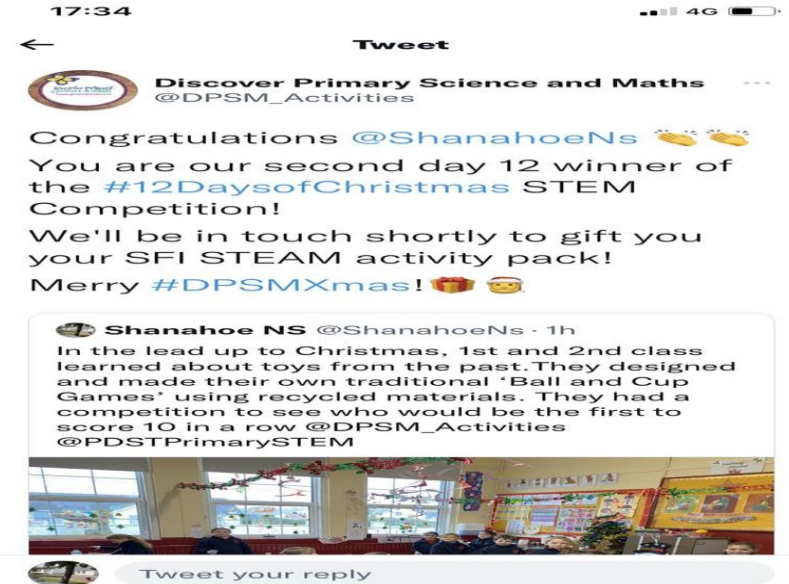 17:34
4G
Tweet
Discover Primary Science and Maths
@DPSM_Activities
Congratulations @ShanahoeNs 👏 👏
You are our second day 12 winner of
the #12DaysofChristmas STEM
Competition!
We'll be in touch shortly to gift you
your SFI STEAM activity pack!
Merry #DPSMXmas! 🎁 🎅
Shanahoe NS @ShanahoeNs · 1h
In the lead up to Christmas, 1st and 2nd class
learned about toys from the past.They designed
and made their own traditional ‘Ball and Cup
Games’ using recycled materials. They had a
competition to see who would be the first to
score 10 in a row @DPSM_Activities
@PDSTPrimarySTEM
Tweet your reply